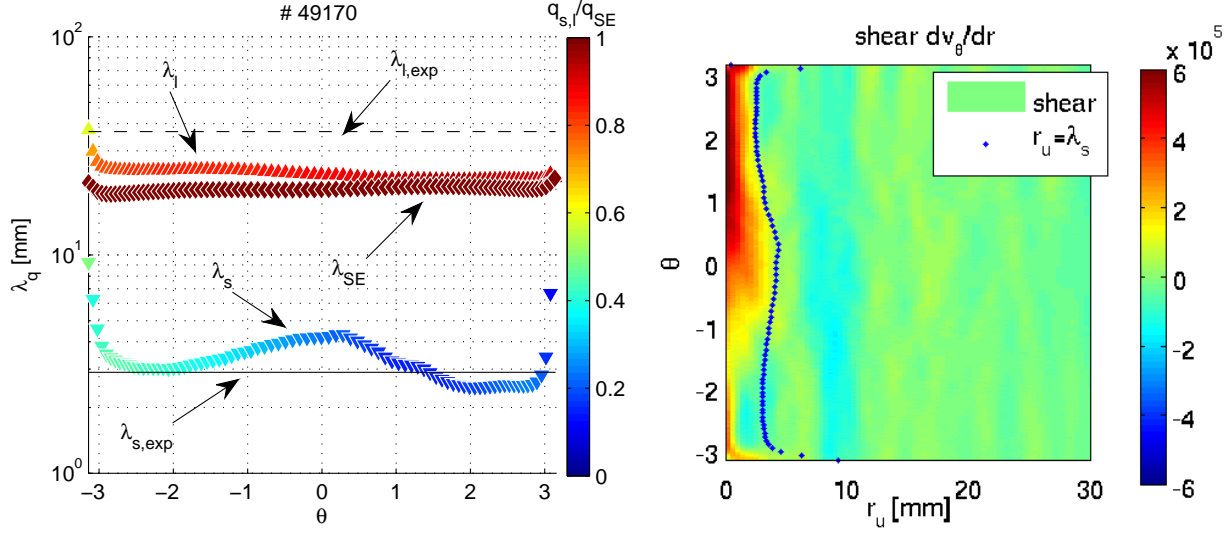 # 49170
q_{s,l}/q_{SE}
10^2
10^1
10^0
λ_q [mm]
λ_l
λ_{l,exp}
λ_s
λ_{SE}
λ_{s,exp}
−3 −2 −1 0 1 2 3
θ
1
0.8
0.6
0.4
0.2
0
shear dv_θ/dr
x 10^5
shear
r_u=λ_s
3
2
1
0
-1
-2
-3
θ
0 10 20 30
r_u [mm]
6
4
2
0
-2
-4
-6